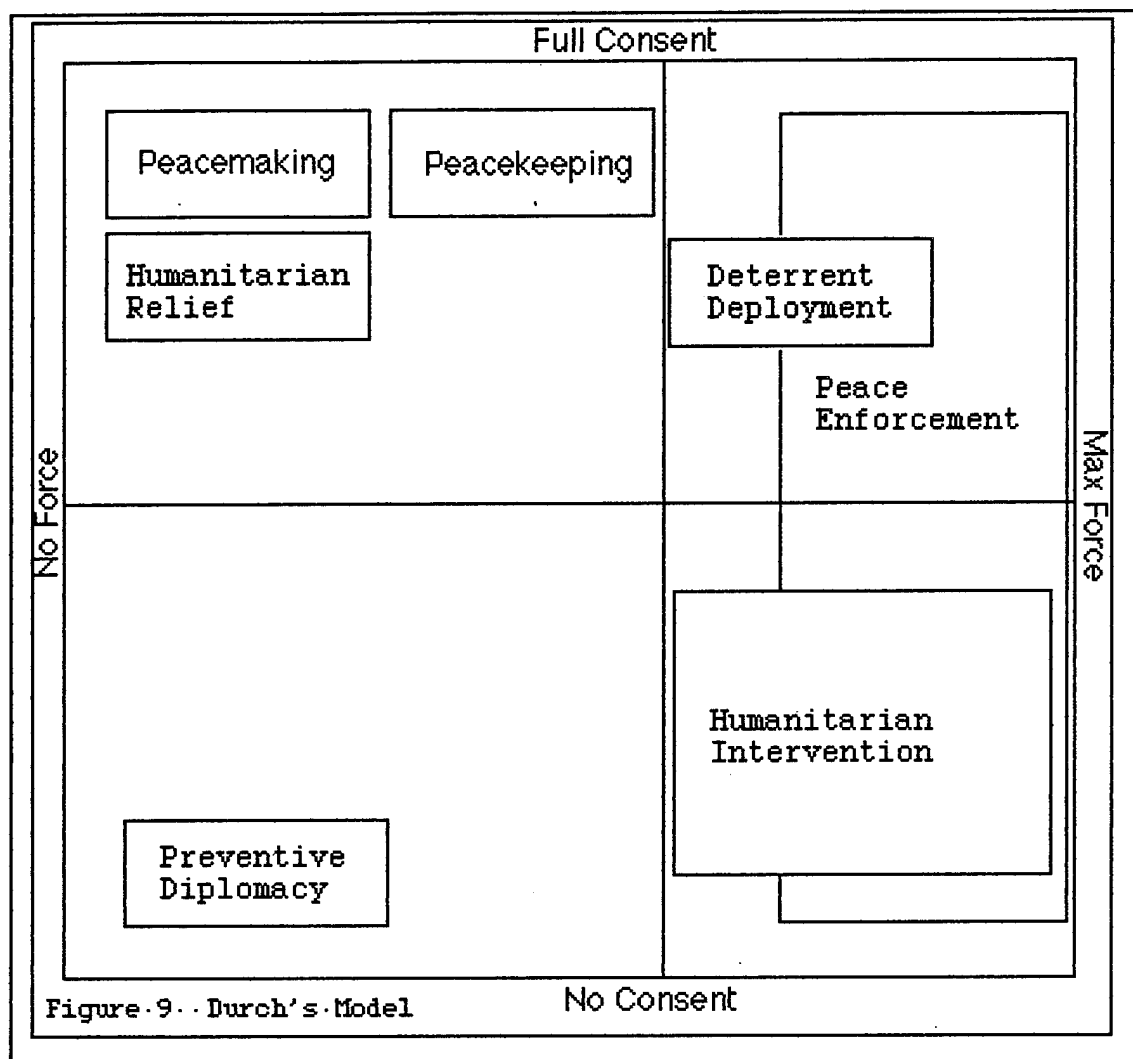 Full Consent
Peacemaking
Peacekeeping
Humanitarian
Relief
Deterrent
Deployment
Peace
Enforcement
No Force
Max Force
Humanitarian
Intervention
Preventive
Diplomacy
No Consent
Figure·9··Durch's·Model